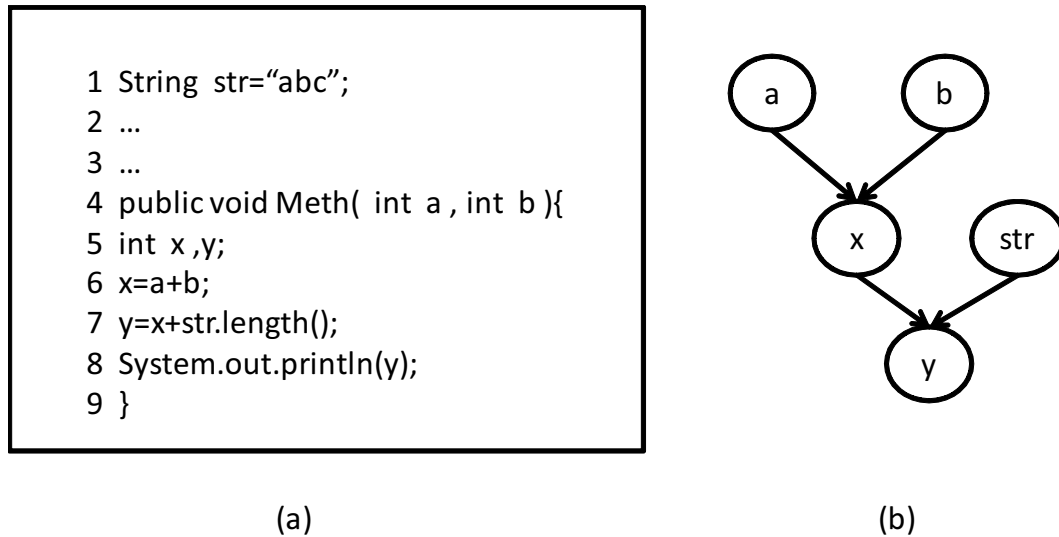 1 String str=“abc”;
2 ...
3 ...
4 public void Meth( int a , int b ){
5 int x ,y;
6 x=a+b;
7 y=x+str.length();
8 System.out.println(y);
9 }
(a)
a b
x str
y
(b)